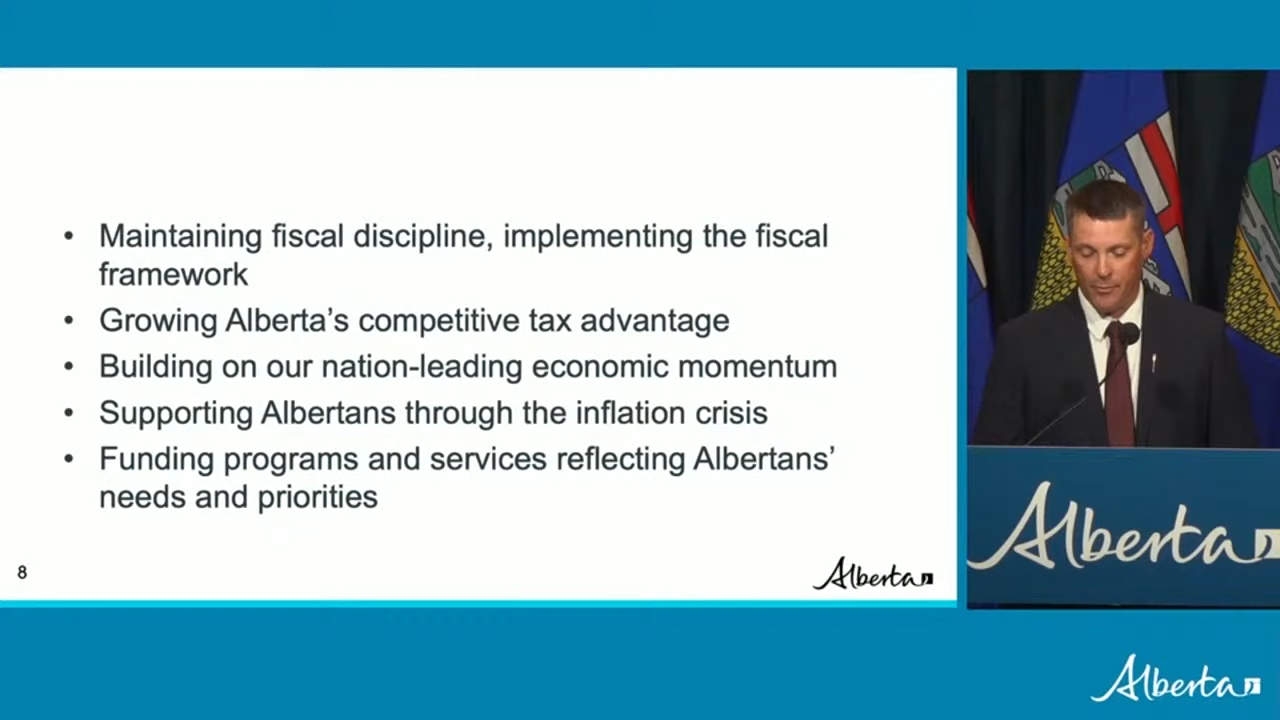 • Maintaining fiscal discipline, implementing the fiscal
framework
• Growing Alberta’s competitive tax advantage
• Building on our nation-leading economic momentum
• Supporting Albertans through the inflation crisis
• Funding programs and services reflecting Albertans’
needs and priorities
8
Alberta
Alberta
Alberta